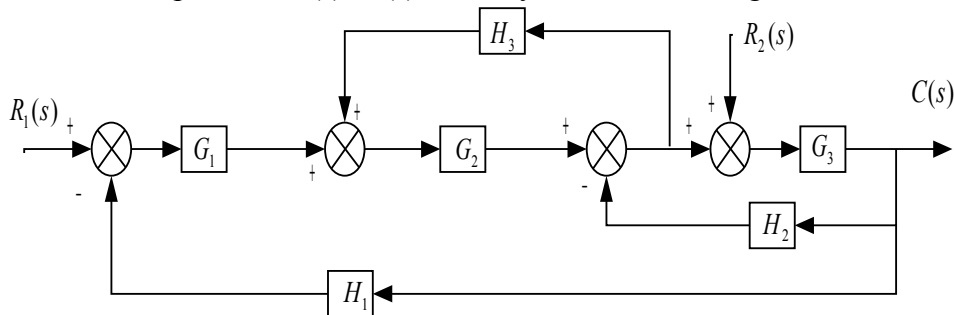 H₃
R₂(s)
R₁(s)
C(s)
+
+
+
+
+
+
G₁
G₂
G₃
-
-
H₂
H₁